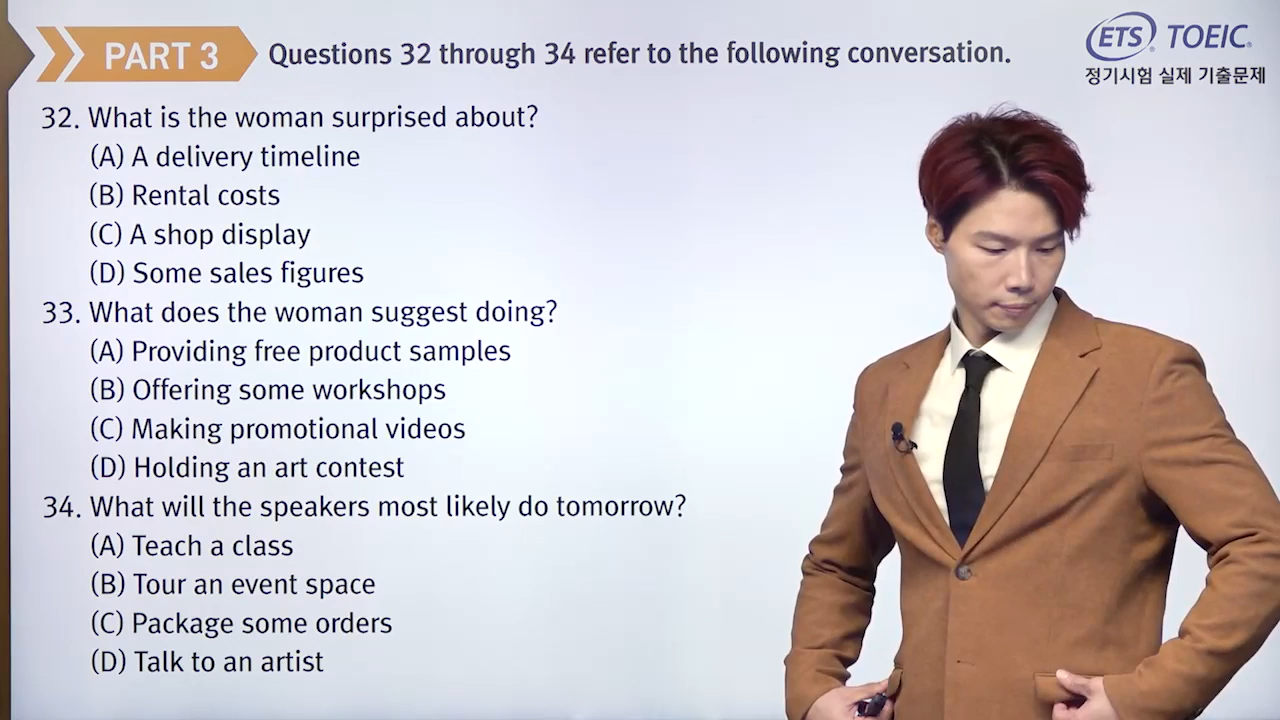 PART 3
Questions 32 through 34 refer to the following conversation.
ETS TOEIC
정기시험 실제 기출문제
32. What is the woman surprised about?
(A) A delivery timeline
(B) Rental costs
(C) A shop display
(D) Some sales figures
33. What does the woman suggest doing?
(A) Providing free product samples
(B) Offering some workshops
(C) Making promotional videos
(D) Holding an art contest
34. What will the speakers most likely do tomorrow?
(A) Teach a class
(B) Tour an event space
(C) Package some orders
(D) Talk to an artist